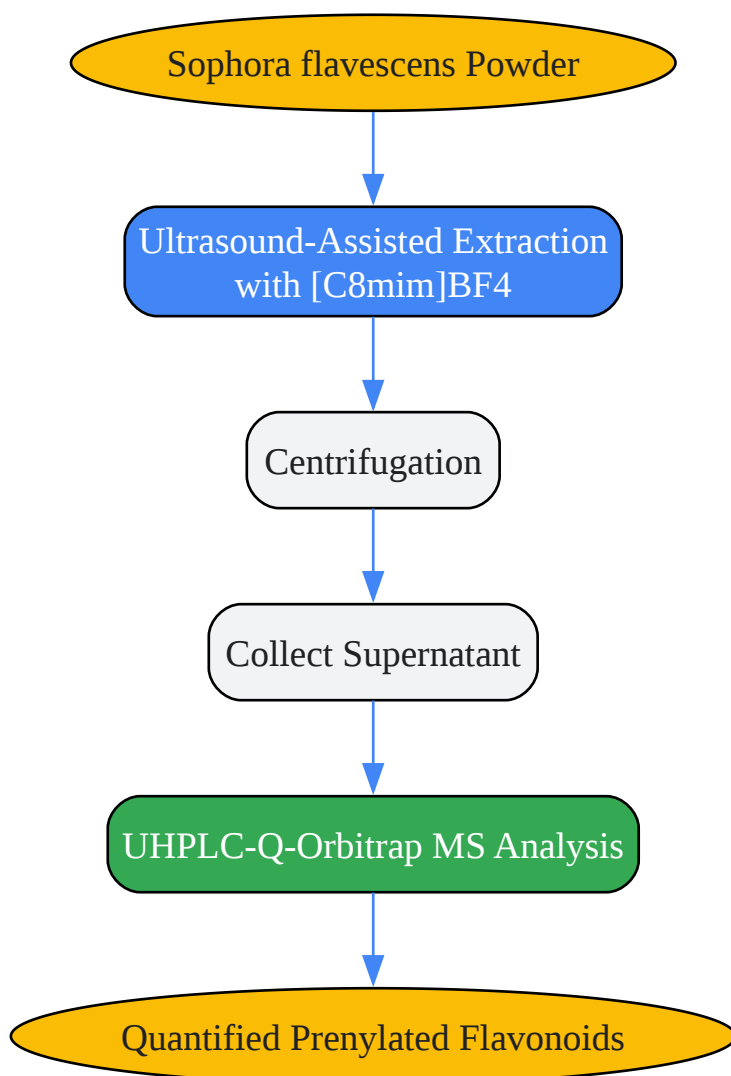 Sophora flavescens Powder
Ultrasound-Assisted Extraction
with [C8mim]BF4
Centrifugation
Collect Supernatant
UHPLC-Q-Orbitrap MS Analysis
Quantified Prenylated Flavonoids